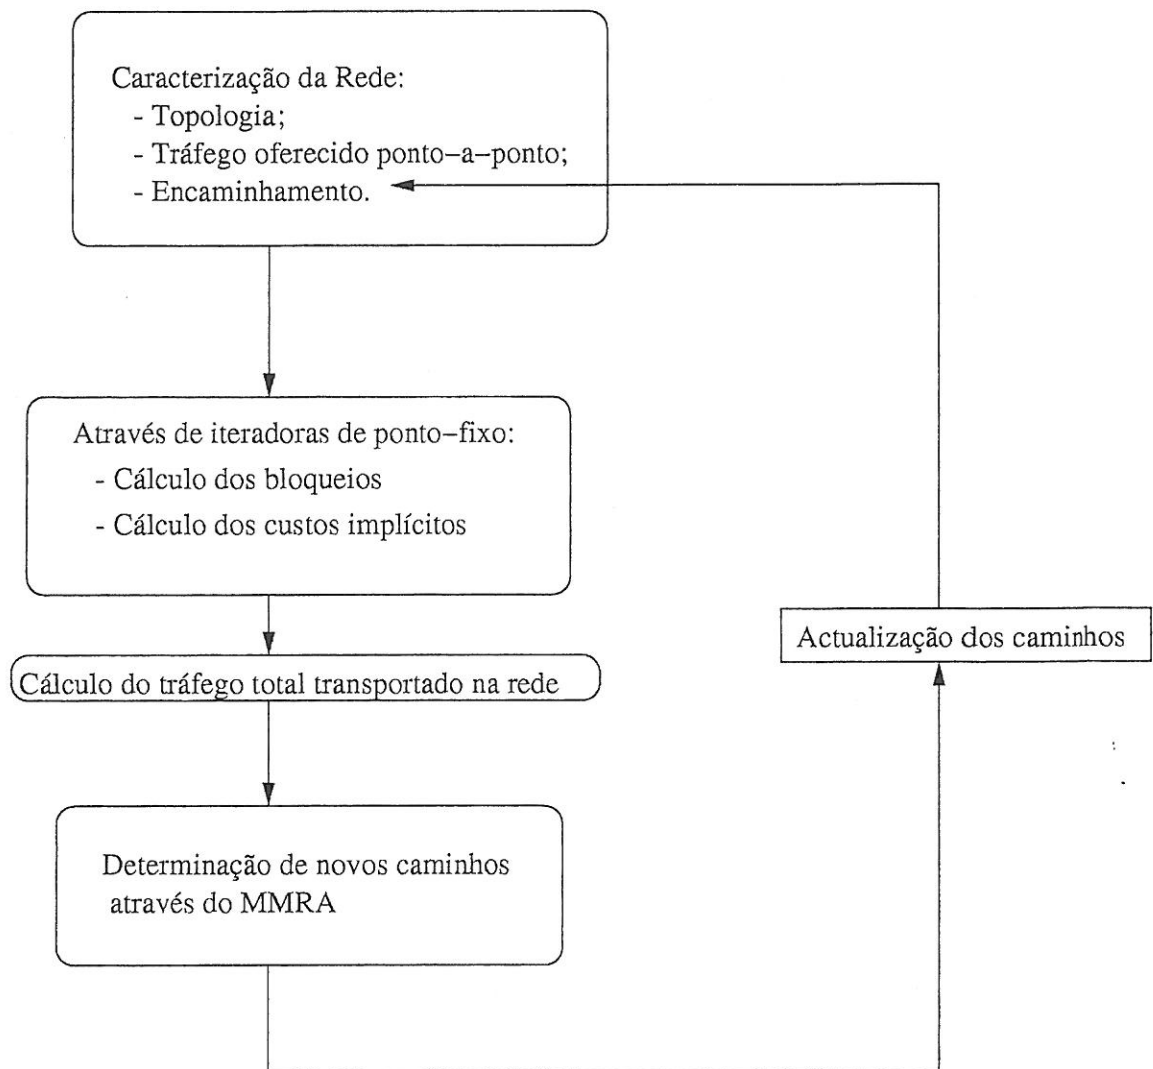 Caracterização da Rede:
- Topologia;
- Tráfego oferecido ponto–a–ponto;
- Encaminhamento.
Através de iteradoras de ponto–fixo:
- Cálculo dos bloqueios
- Cálculo dos custos implícitos
Cálculo do tráfego total transportado na rede
Determinação de novos caminhos
através do MMRA
Actualização dos caminhos